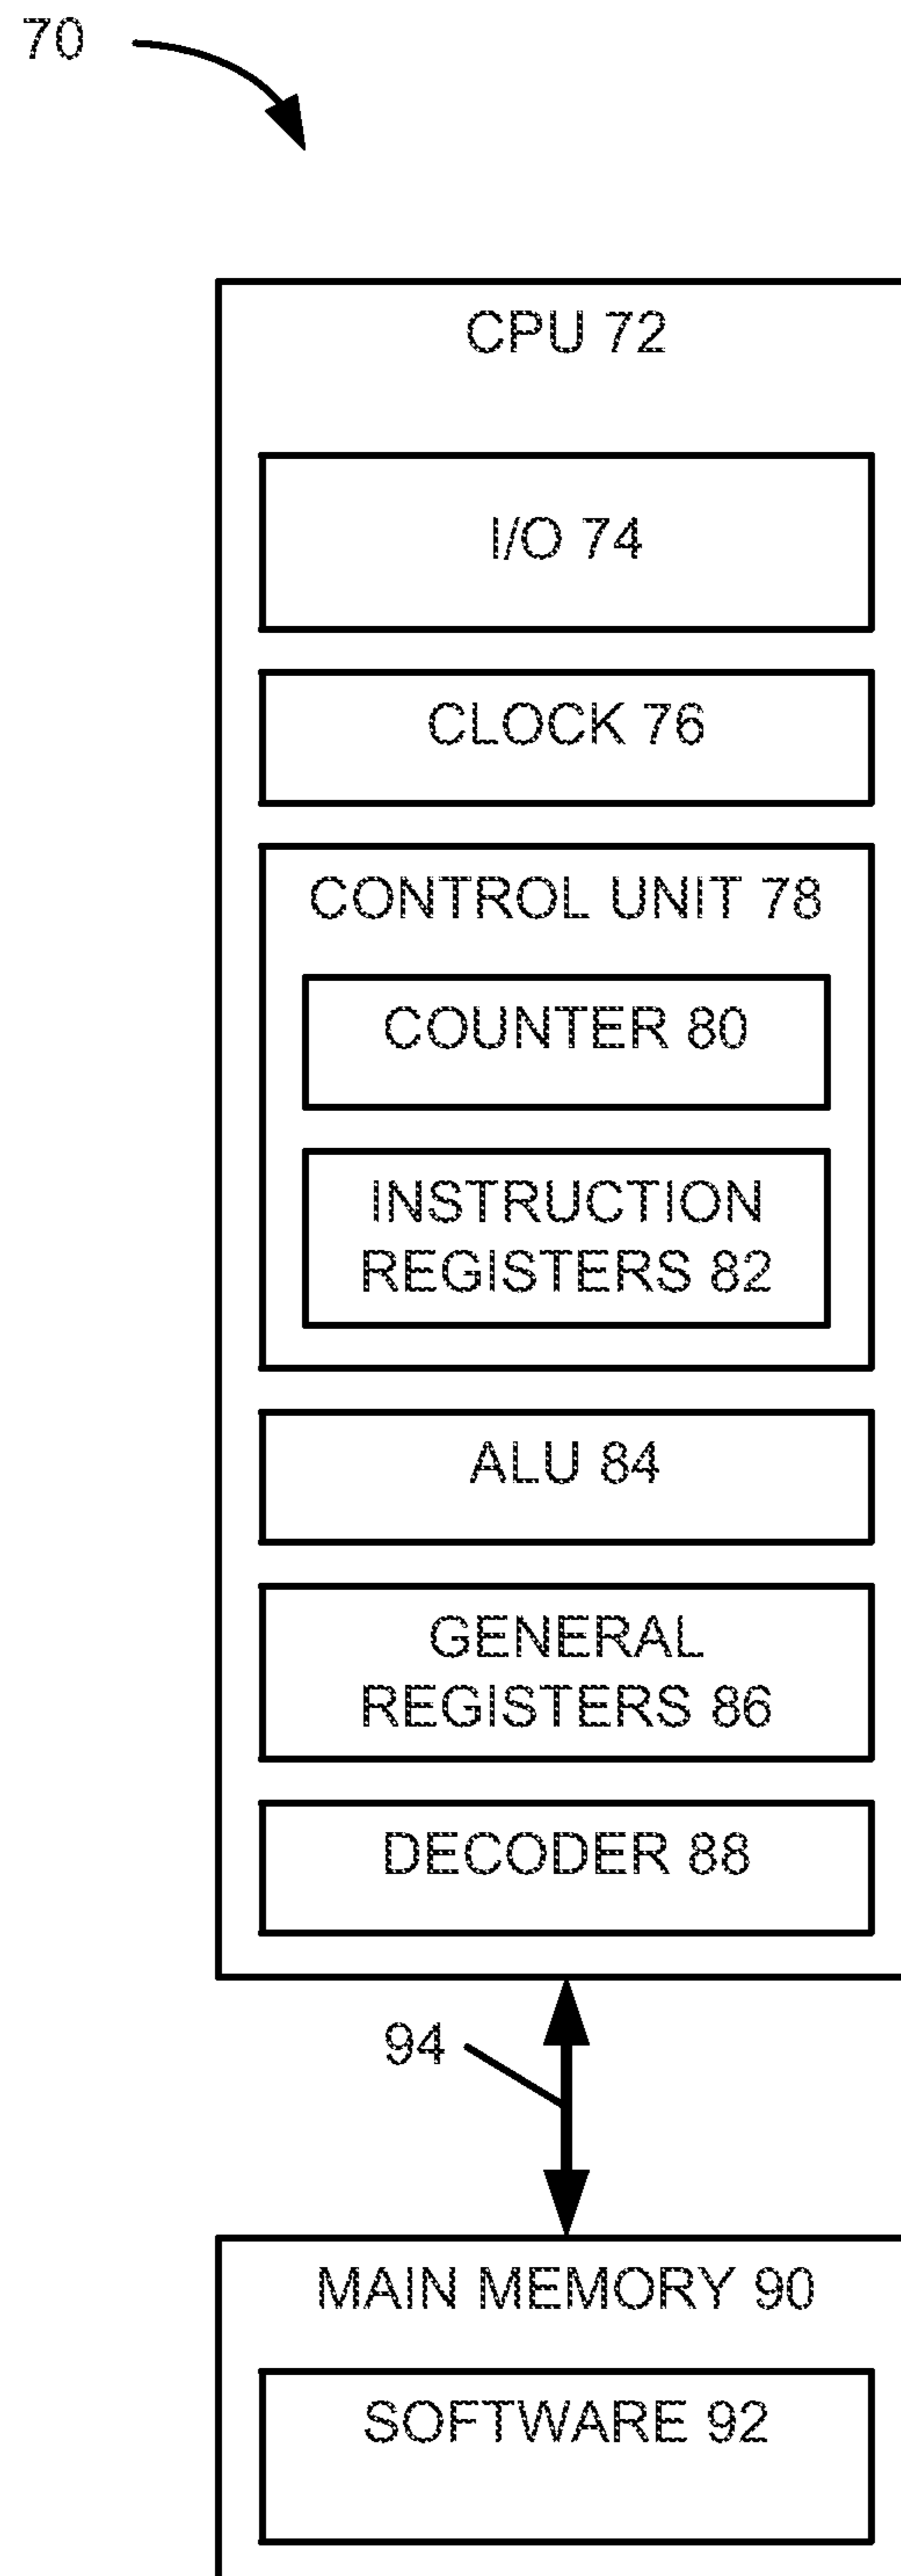 70
CPU 72
I/O 74
CLOCK 76
CONTROL UNIT 78
COUNTER 80
INSTRUCTION
REGISTERS 82
ALU 84
GENERAL
REGISTERS 86
DECODER 88
94
MAIN MEMORY 90
SOFTWARE 92